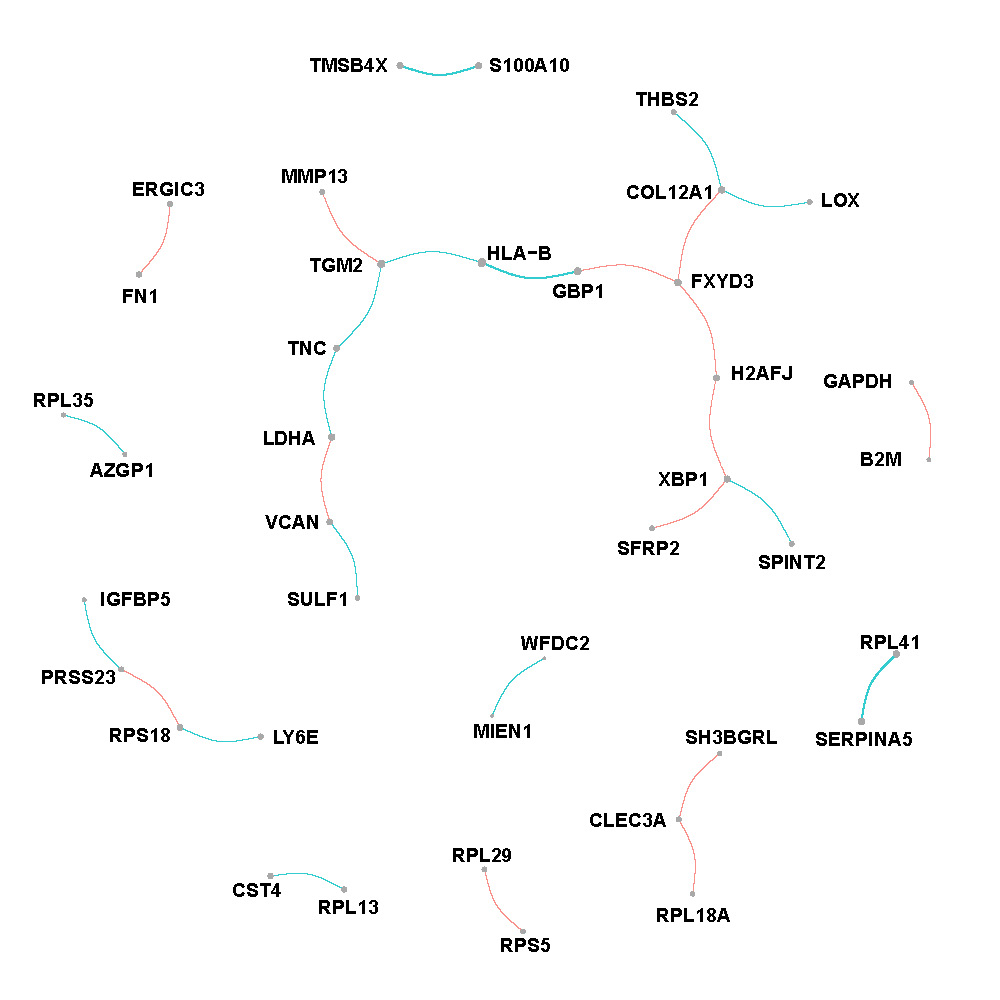 TMSB4X S100A10
THBS2
MMP13
ERGIC3
COL12A1
LOX
HLA−B
TGM2
FXYD3
GBP1
FN1
TNC
H2AFJ
GAPDH
RPL35
LDHA
B2M
AZGP1
XBP1
VCAN
SFRP2
SPINT2
IGFBP5
SULF1
WFDC2
RPL41
PRSS23
MIEN1
RPS18
LY6E
SH3BGRL
SERPINA5
CLEC3A
RPL29
CST4
RPL13
RPL18A
RPS5